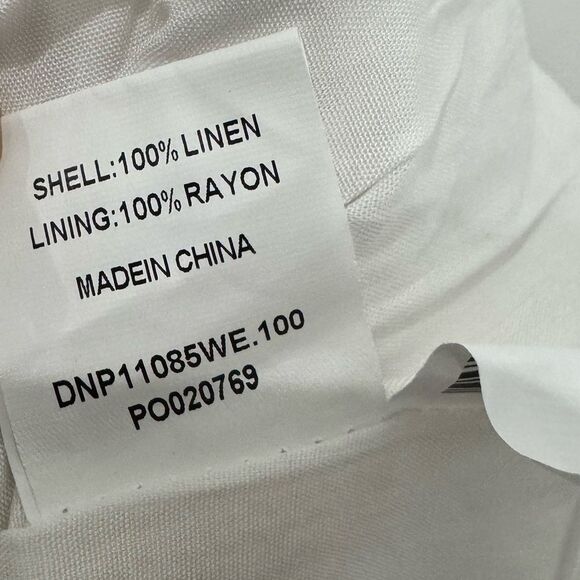 SHELL:100% LINEN
LINING:100% RAYON
MADEIN CHINA
DNP11085WE.100
PO020769